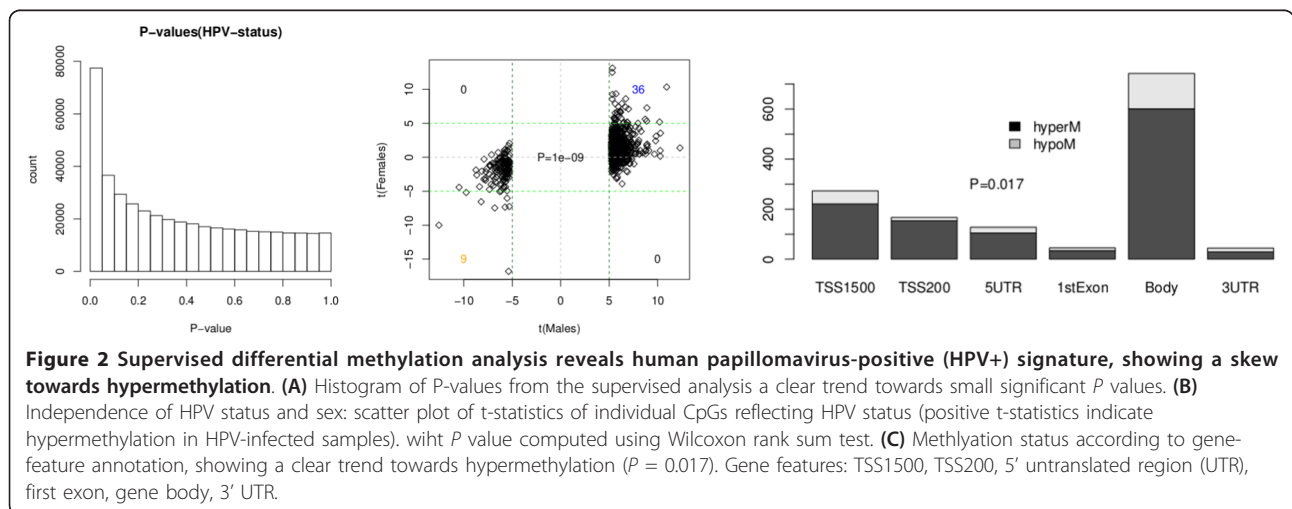 P-values(HPV-status)
count
0
20000
40000
60000
80000
0.0 0.2 0.4 0.6 0.8 1.0
P-value
t(Females)
10
5
0
−5
−10
−15
0
36
P=1e-09
9
0
−10 −5 0 5 10
t(Males)
600
400
200
0
hyperM
hypoM
P=0.017
TSS1500 TSS200 5UTR 1stExon Body 3UTR
Figure 2 Supervised differential methylation analysis reveals human papillomavirus-positive (HPV+) signature, showing a skew
towards hypermethylation. (A) Histogram of P-values from the supervised analysis a clear trend towards small significant P values. (B)
Independence of HPV status and sex: scatter plot of t-statistics of individual CpGs reflecting HPV status (positive t-statistics indicate
hypermethylation in HPV-infected samples). wiht P value computed using Wilcoxon rank sum test. (C) Methlyation status according to gene-
feature annotation, showing a clear trend towards hypermethylation (P = 0.017). Gene features: TSS1500, TSS200, 5’ untranslated region (UTR),
first exon, gene body, 3’ UTR.